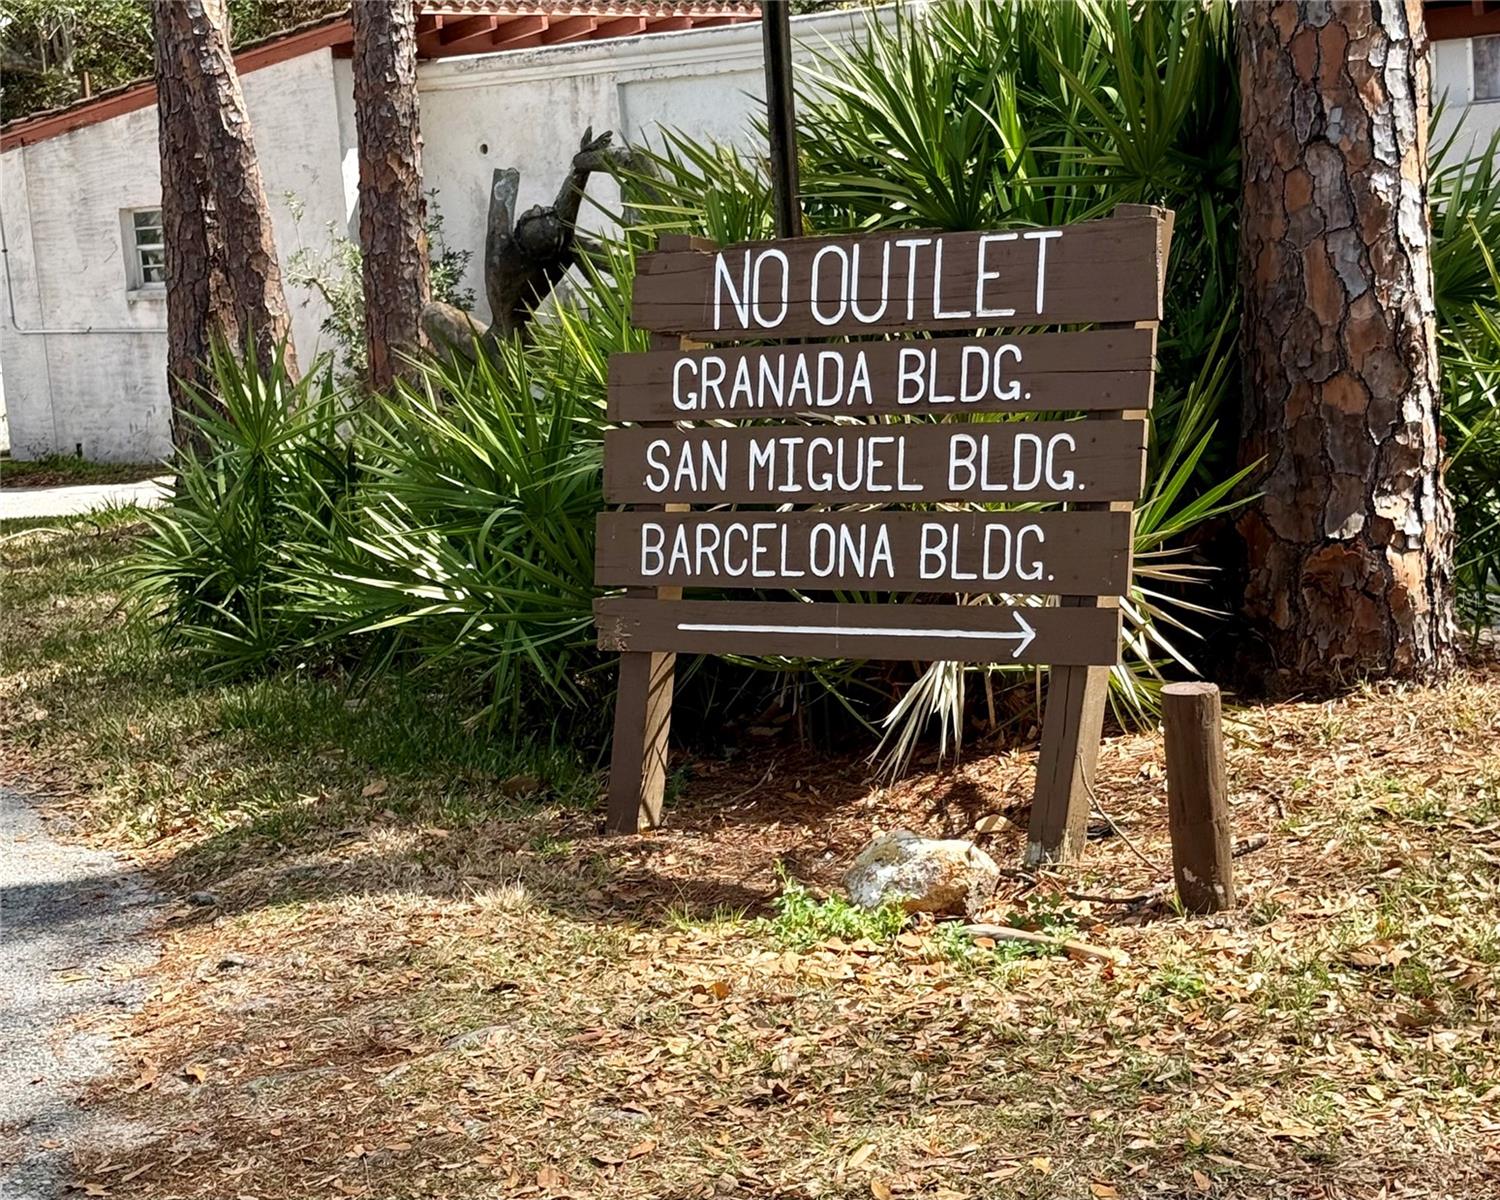 NO OUTLET
GRANADA BLDG.
SAN MIGUEL BLDG.
BARCELONA BLDG.